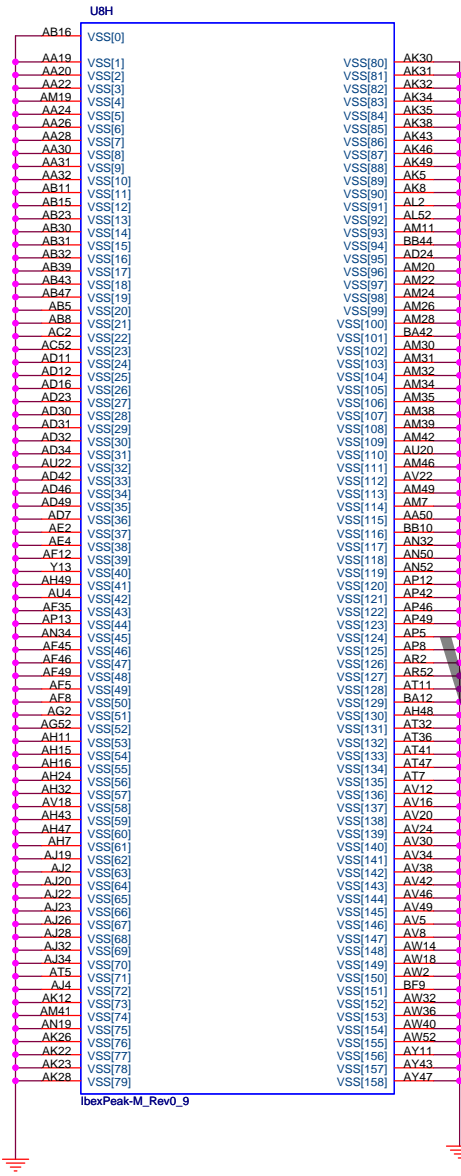 U8H
AB16 VSS[0]
AA19 VSS[1] VSS[80] AK30
AA20 VSS[2] VSS[81] AK31
AA22 VSS[3] VSS[82] AK32
AM19 VSS[4] VSS[83] AK34
AA24 VSS[5] VSS[84] AK35
AA26 VSS[6] VSS[85] AK38
AA28 VSS[7] VSS[86] AK43
AA30 VSS[8] VSS[87] AK46
AA31 VSS[9] VSS[88] AK49
AA32 VSS[10] VSS[89] AK5
AB11 VSS[11] VSS[90] AK8
AB15 VSS[12] VSS[91] AL2
AB23 VSS[13] VSS[92] AL52
AB30 VSS[14] VSS[93] AM11
AB31 VSS[15] VSS[94] BB44
AB32 VSS[16] VSS[95] AD24
AB39 VSS[17] VSS[96] AM20
AB43 VSS[18] VSS[97] AM22
AB47 VSS[19] VSS[98] AM24
AB5 VSS[20] VSS[99] AM26
AB8 VSS[21] VSS[100] AM28
AC2 VSS[22] VSS[101] BA42
AC52 VSS[23] VSS[102] AM30
AD11 VSS[24] VSS[103] AM31
AD12 VSS[25] VSS[104] AM32
AD16 VSS[26] VSS[105] AM34
AD23 VSS[27] VSS[106] AM35
AD30 VSS[28] VSS[107] AM38
AD31 VSS[29] VSS[108] AM39
AD32 VSS[30] VSS[109] AM42
AD34 VSS[31] VSS[110] AU20
AU22 VSS[32] VSS[111] AM46
AD42 VSS[33] VSS[112] AV22
AD46 VSS[34] VSS[113] AM49
AD49 VSS[35] VSS[114] AM7
AD7 VSS[36] VSS[115] AA50
AE2 VSS[37] VSS[116] BB10
AE4 VSS[38] VSS[117] AN32
AF12 VSS[39] VSS[118] AN50
Y13 VSS[40] VSS[119] AN52
AH49 VSS[41] VSS[120] AP12
AU4 VSS[42] VSS[121] AP42
AF35 VSS[43] VSS[122] AP46
AP13 VSS[44] VSS[123] AP49
AN34 VSS[45] VSS[124] AP5
AF45 VSS[46] VSS[125] AP8
AF46 VSS[47] VSS[126] AR2
AF49 VSS[48] VSS[127] AR52
AF5 VSS[49] VSS[128] AT11
AF8 VSS[50] VSS[129] BA12
AG2 VSS[51] VSS[130] AH48
AG52 VSS[52] VSS[131] AT32
AH11 VSS[53] VSS[132] AT36
AH15 VSS[54] VSS[133] AT41
AH16 VSS[55] VSS[134] AT47
AH24 VSS[56] VSS[135] AT7
AH32 VSS[57] VSS[136] AV12
AV18 VSS[58] VSS[137] AV16
AH43 VSS[59] VSS[138] AV20
AH47 VSS[60] VSS[139] AV24
AH7 VSS[61] VSS[140] AV30
AJ19 VSS[62] VSS[141] AV34
AJ2 VSS[63] VSS[142] AV38
AJ20 VSS[64] VSS[143] AV42
AJ22 VSS[65] VSS[144] AV46
AJ23 VSS[66] VSS[145] AV49
AJ26 VSS[67] VSS[146] AV5
AJ28 VSS[68] VSS[147] AV8
AJ32 VSS[69] VSS[148] AW14
AJ34 VSS[70] VSS[149] AW18
AT5 VSS[71] VSS[150] AW2
AJ4 VSS[72] VSS[151] BF9
AK12 VSS[73] VSS[152] AW32
AM41 VSS[74] VSS[153] AW36
AN19 VSS[75] VSS[154] AW40
AK26 VSS[76] VSS[155] AW52
AK22 VSS[77] VSS[156] AY11
AK23 VSS[78] VSS[157] AY43
AK28 VSS[79] VSS[158] AY47
IbexPeak-M_Rev0_9